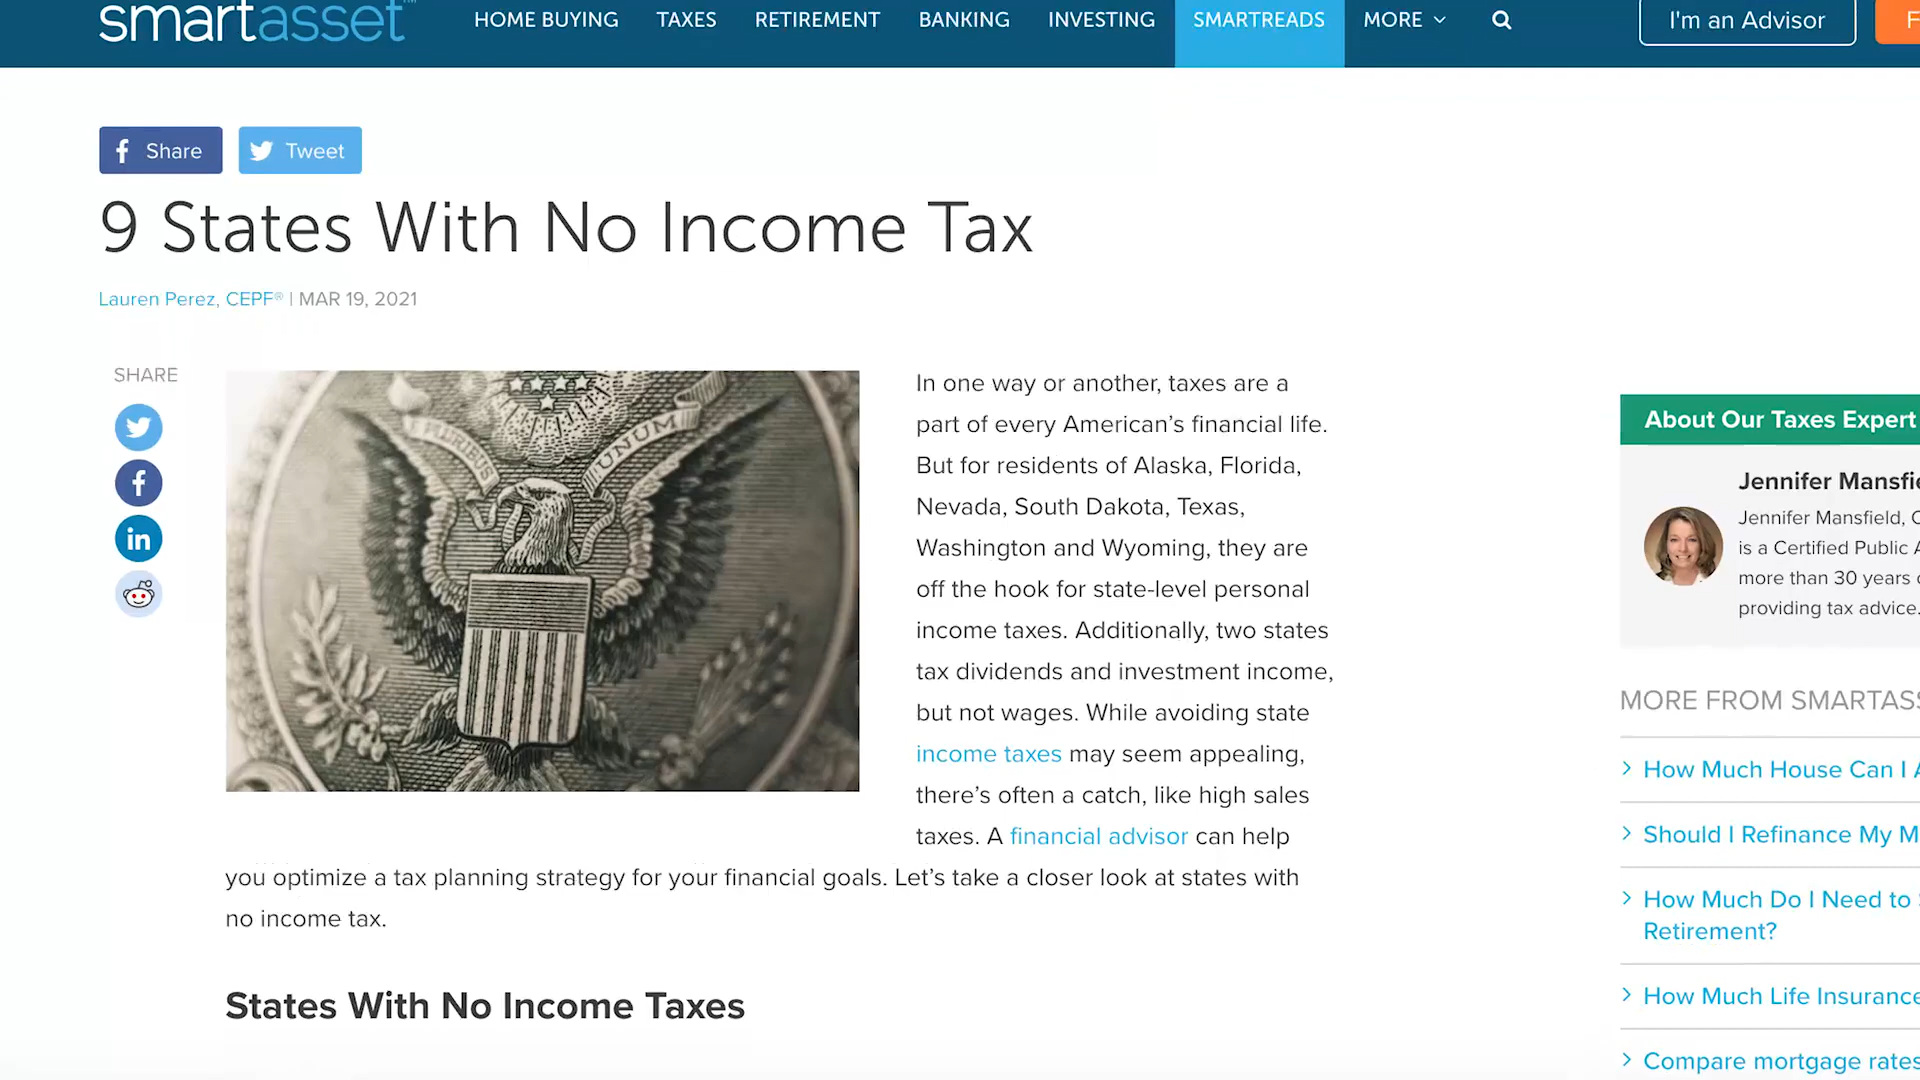 smartasset™
HOME BUYING TAXES RETIREMENT BANKING INVESTING SMARTREADS MORE
I'm an Advisor
F
Share
Tweet
9 States With No Income Tax
Lauren Perez, CEPF® | MAR 19, 2021
SHARE
PLURIBUS
UNUM
In one way or another, taxes are a
part of every American’s financial life.
But for residents of Alaska, Florida,
Nevada, South Dakota, Texas,
Washington and Wyoming, they are
off the hook for state-level personal
income taxes. Additionally, two states
tax dividends and investment income,
but not wages. While avoiding state
income taxes may seem appealing,
there’s often a catch, like high sales
taxes. A financial advisor can help
you optimize a tax planning strategy for your financial goals. Let’s take a closer look at states with
no income tax.
States With No Income Taxes
About Our Taxes Expert
Jennifer Mansfie
Jennifer Mansfield, C
is a Certified Public A
more than 30 years o
providing tax advice.
MORE FROM SMARTASS
How Much House Can I A
Should I Refinance My M
How Much Do I Need to S
Retirement?
How Much Life Insurance
Compare mortgage rates